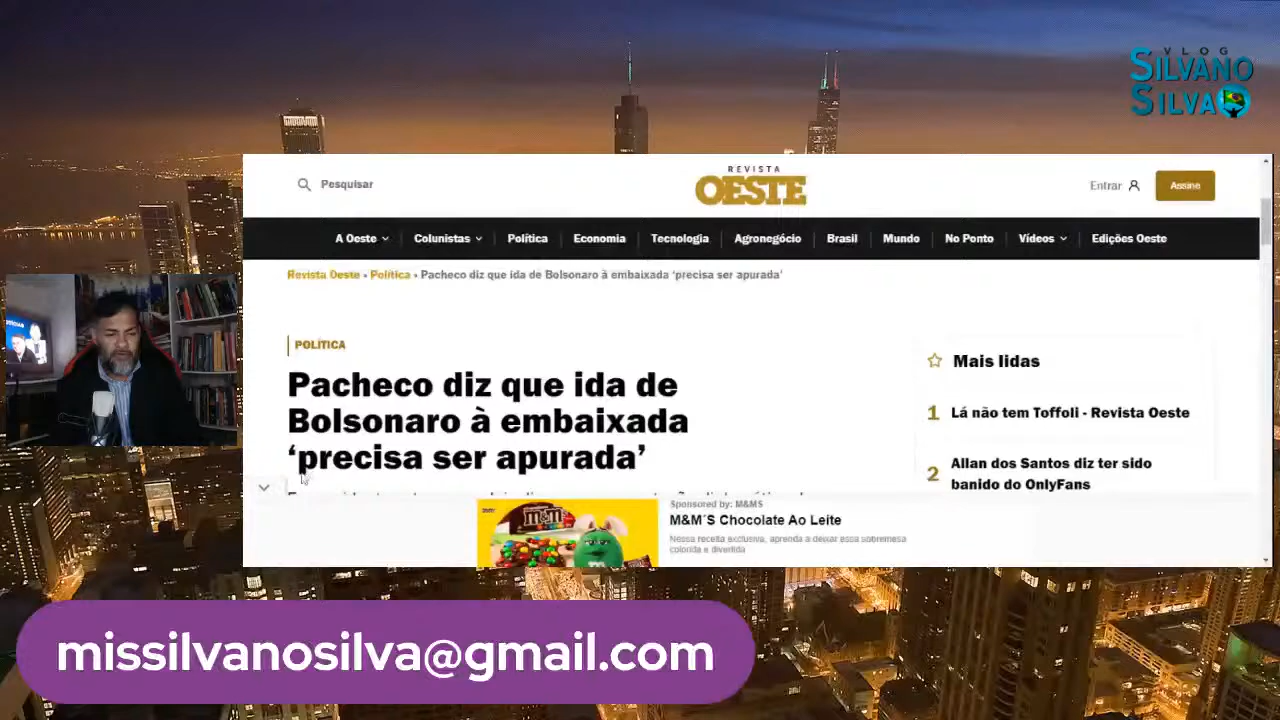 VLOG
SILVANO
SILVA
REVISTA
OESTE
Pesquisar
Entrar
Assine
A Oeste
Colunistas
Política
Economia
Tecnologia
Agronegócio
Brasil
Mundo
No Ponto
Vídeos
Edições Oeste
Revista Oeste • Política • Pacheco diz que ida de Bolsonaro à embaixada ‘precisa ser apurada’
POLÍTICA
Pacheco diz que ida de
Bolsonaro à embaixada
‘precisa ser apurada’
Mais lidas
1 Lá não tem Toffoli - Revista Oeste
2 Allan dos Santos diz ter sido
banido do OnlyFans
m&m's
Sponsored by: M&MS
M&M´S Chocolate Ao Leite
Nessa receita exclusiva, aprenda a deixar essa sobremesa
colorida e divertida
missilvanosilva@gmail.com